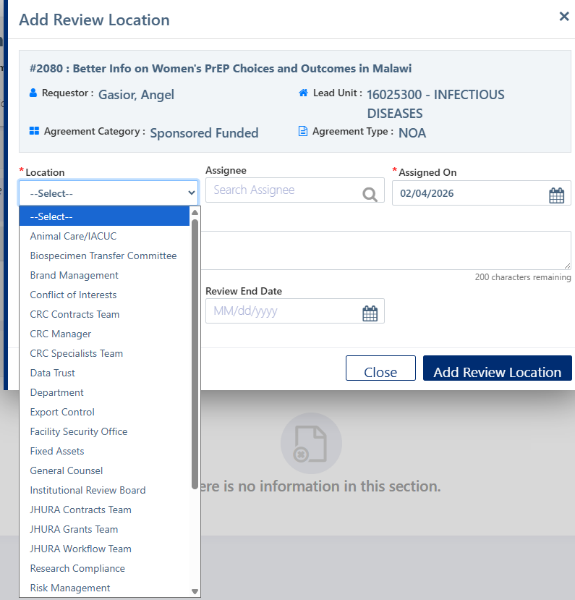 Add Review Location
×
#2080 : Better Info on Women's PrEP Choices and Outcomes in Malawi
Requestor : Gasior, Angel
Lead Unit : 16025300 - INFECTIOUS
DISEASES
Agreement Category : Sponsored Funded
Agreement Type : NOA
* Location
--Select--
Assignee
Search Assignee
* Assigned On
02/04/2026
--Select--
Animal Care/IACUC
Biospecimen Transfer Committee
Brand Management
Conflict of Interests
CRC Contracts Team
CRC Manager
CRC Specialists Team
Data Trust
Department
Export Control
Facility Security Office
Fixed Assets
General Counsel
Institutional Review Board
JHURA Contracts Team
JHURA Grants Team
JHURA Workflow Team
Research Compliance
Risk Management
200 characters remaining
Review End Date
MM/dd/yyyy
Close
Add Review Location
ere is no information in this section.